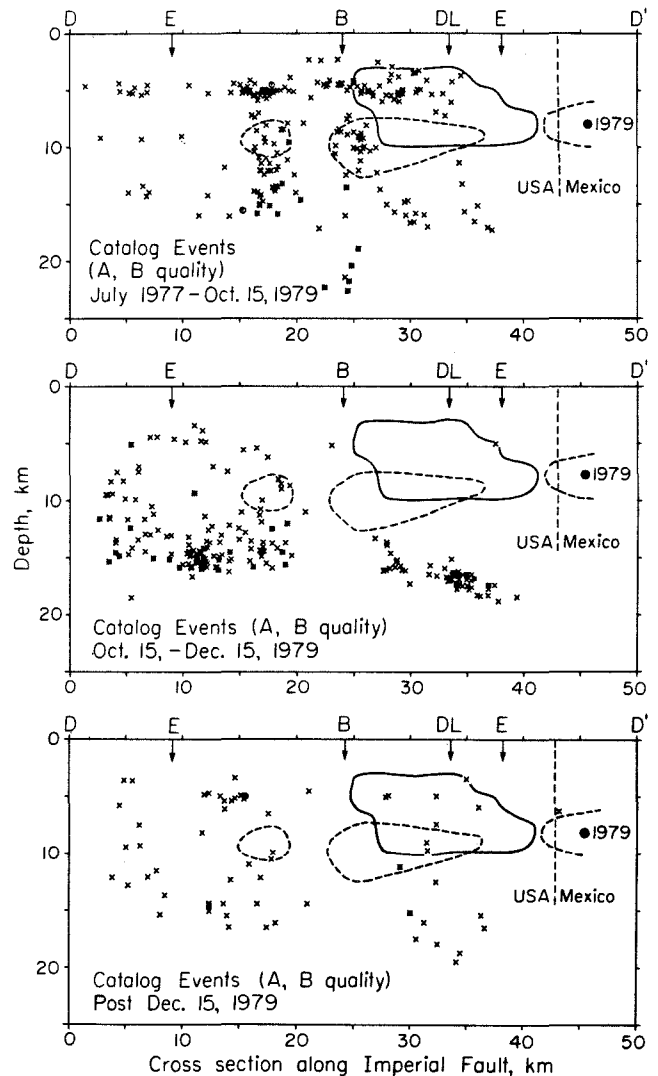 D E B DL E D'
0
10
20
Catalog Events
(A, B quality)
July 1977 – Oct. 15, 1979
1979
USA Mexico
0 10 20 30 40 50
D E B DL E D'
0
10
20
Depth, km
Catalog Events (A, B quality)
Oct. 15, – Dec. 15, 1979
1979
USA Mexico
0 10 20 30 40 50
D E B DL E D'
0
10
20
Catalog Events (A, B quality)
Post Dec. 15, 1979
1979
USA Mexico
0 10 20 30 40 50
Cross section along Imperial Fault, km